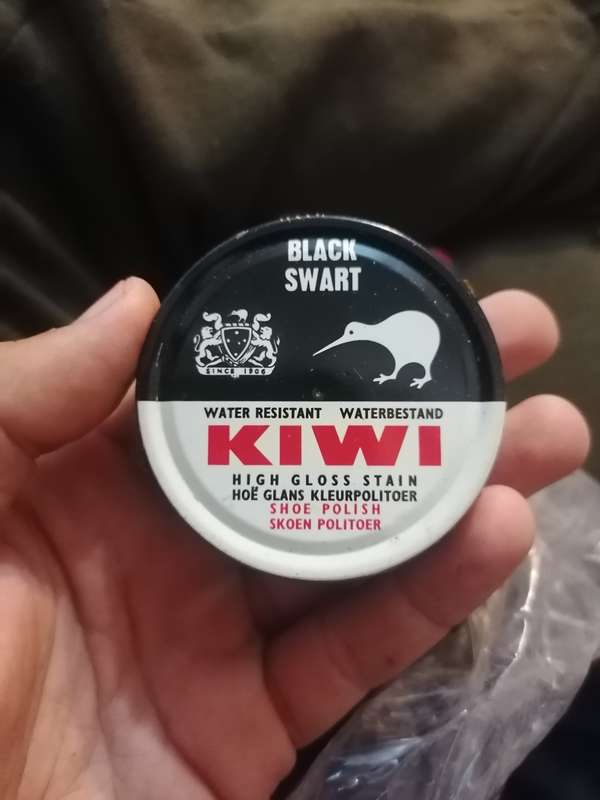 BLACK
SWART
SINCE 1906
WATER RESISTANT WATERBESTAND
KIWI
HIGH GLOSS STAIN
HOË GLANS KLEURPOLITOER
SHOE POLISH
SKOEN POLITOER